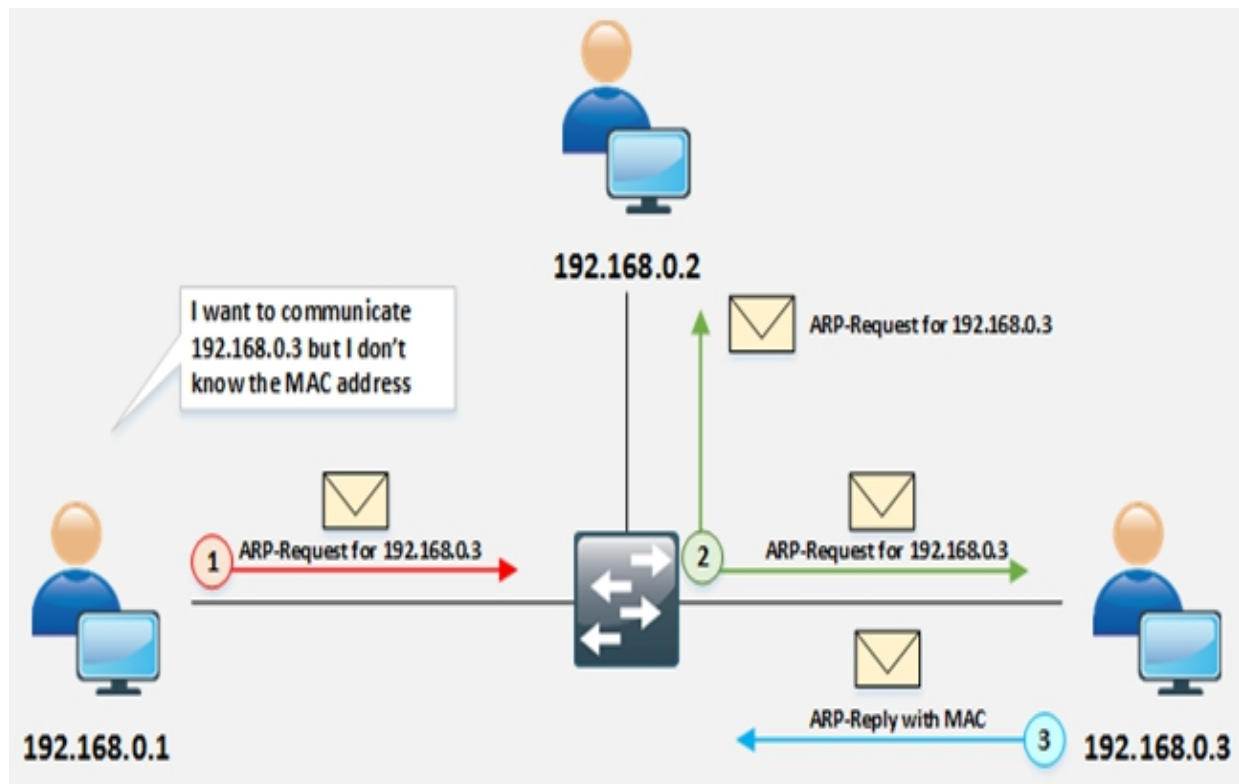 192.168.0.2
I want to communicate
192.168.0.3 but I don't
know the MAC address
ARP-Request for 192.168.0.3
1
ARP-Request for 192.168.0.3
2
ARP-Request for 192.168.0.3
ARP-Reply with MAC
3
192.168.0.1
192.168.0.3